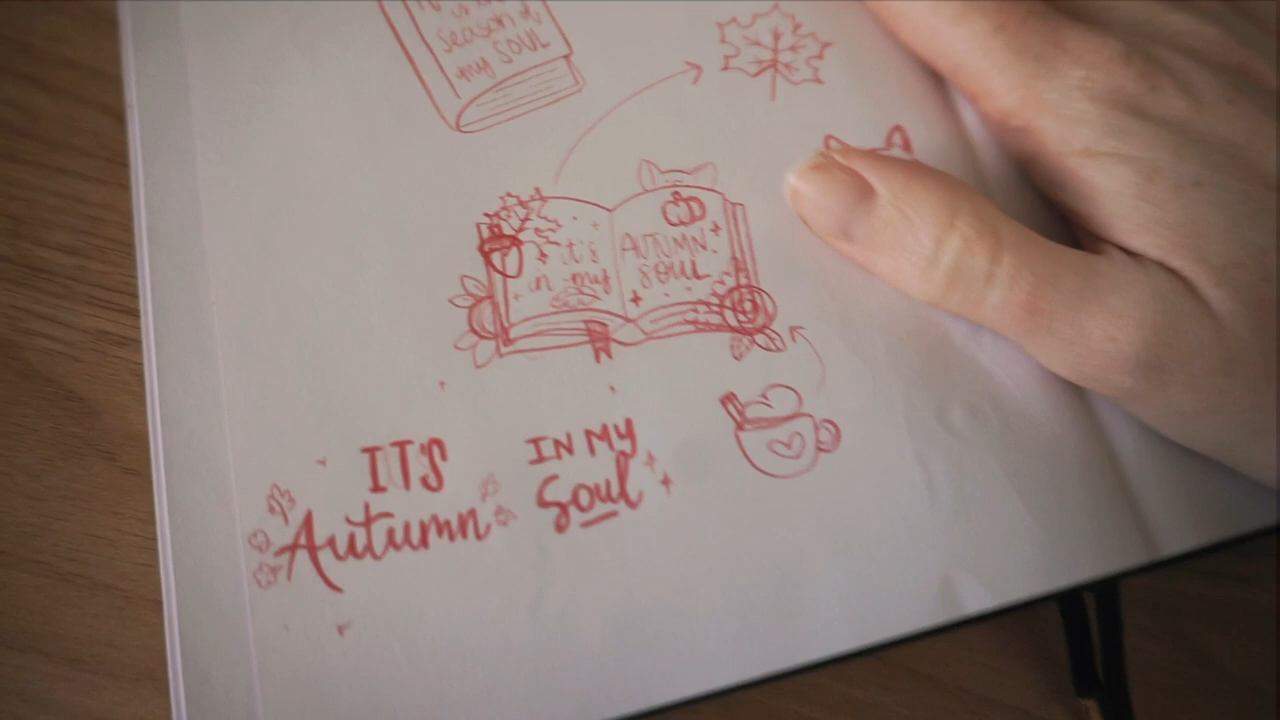 season of
my soul
it's
in my
AUTUMN
SOUL
IT'S
Autumn
IN MY
Soul